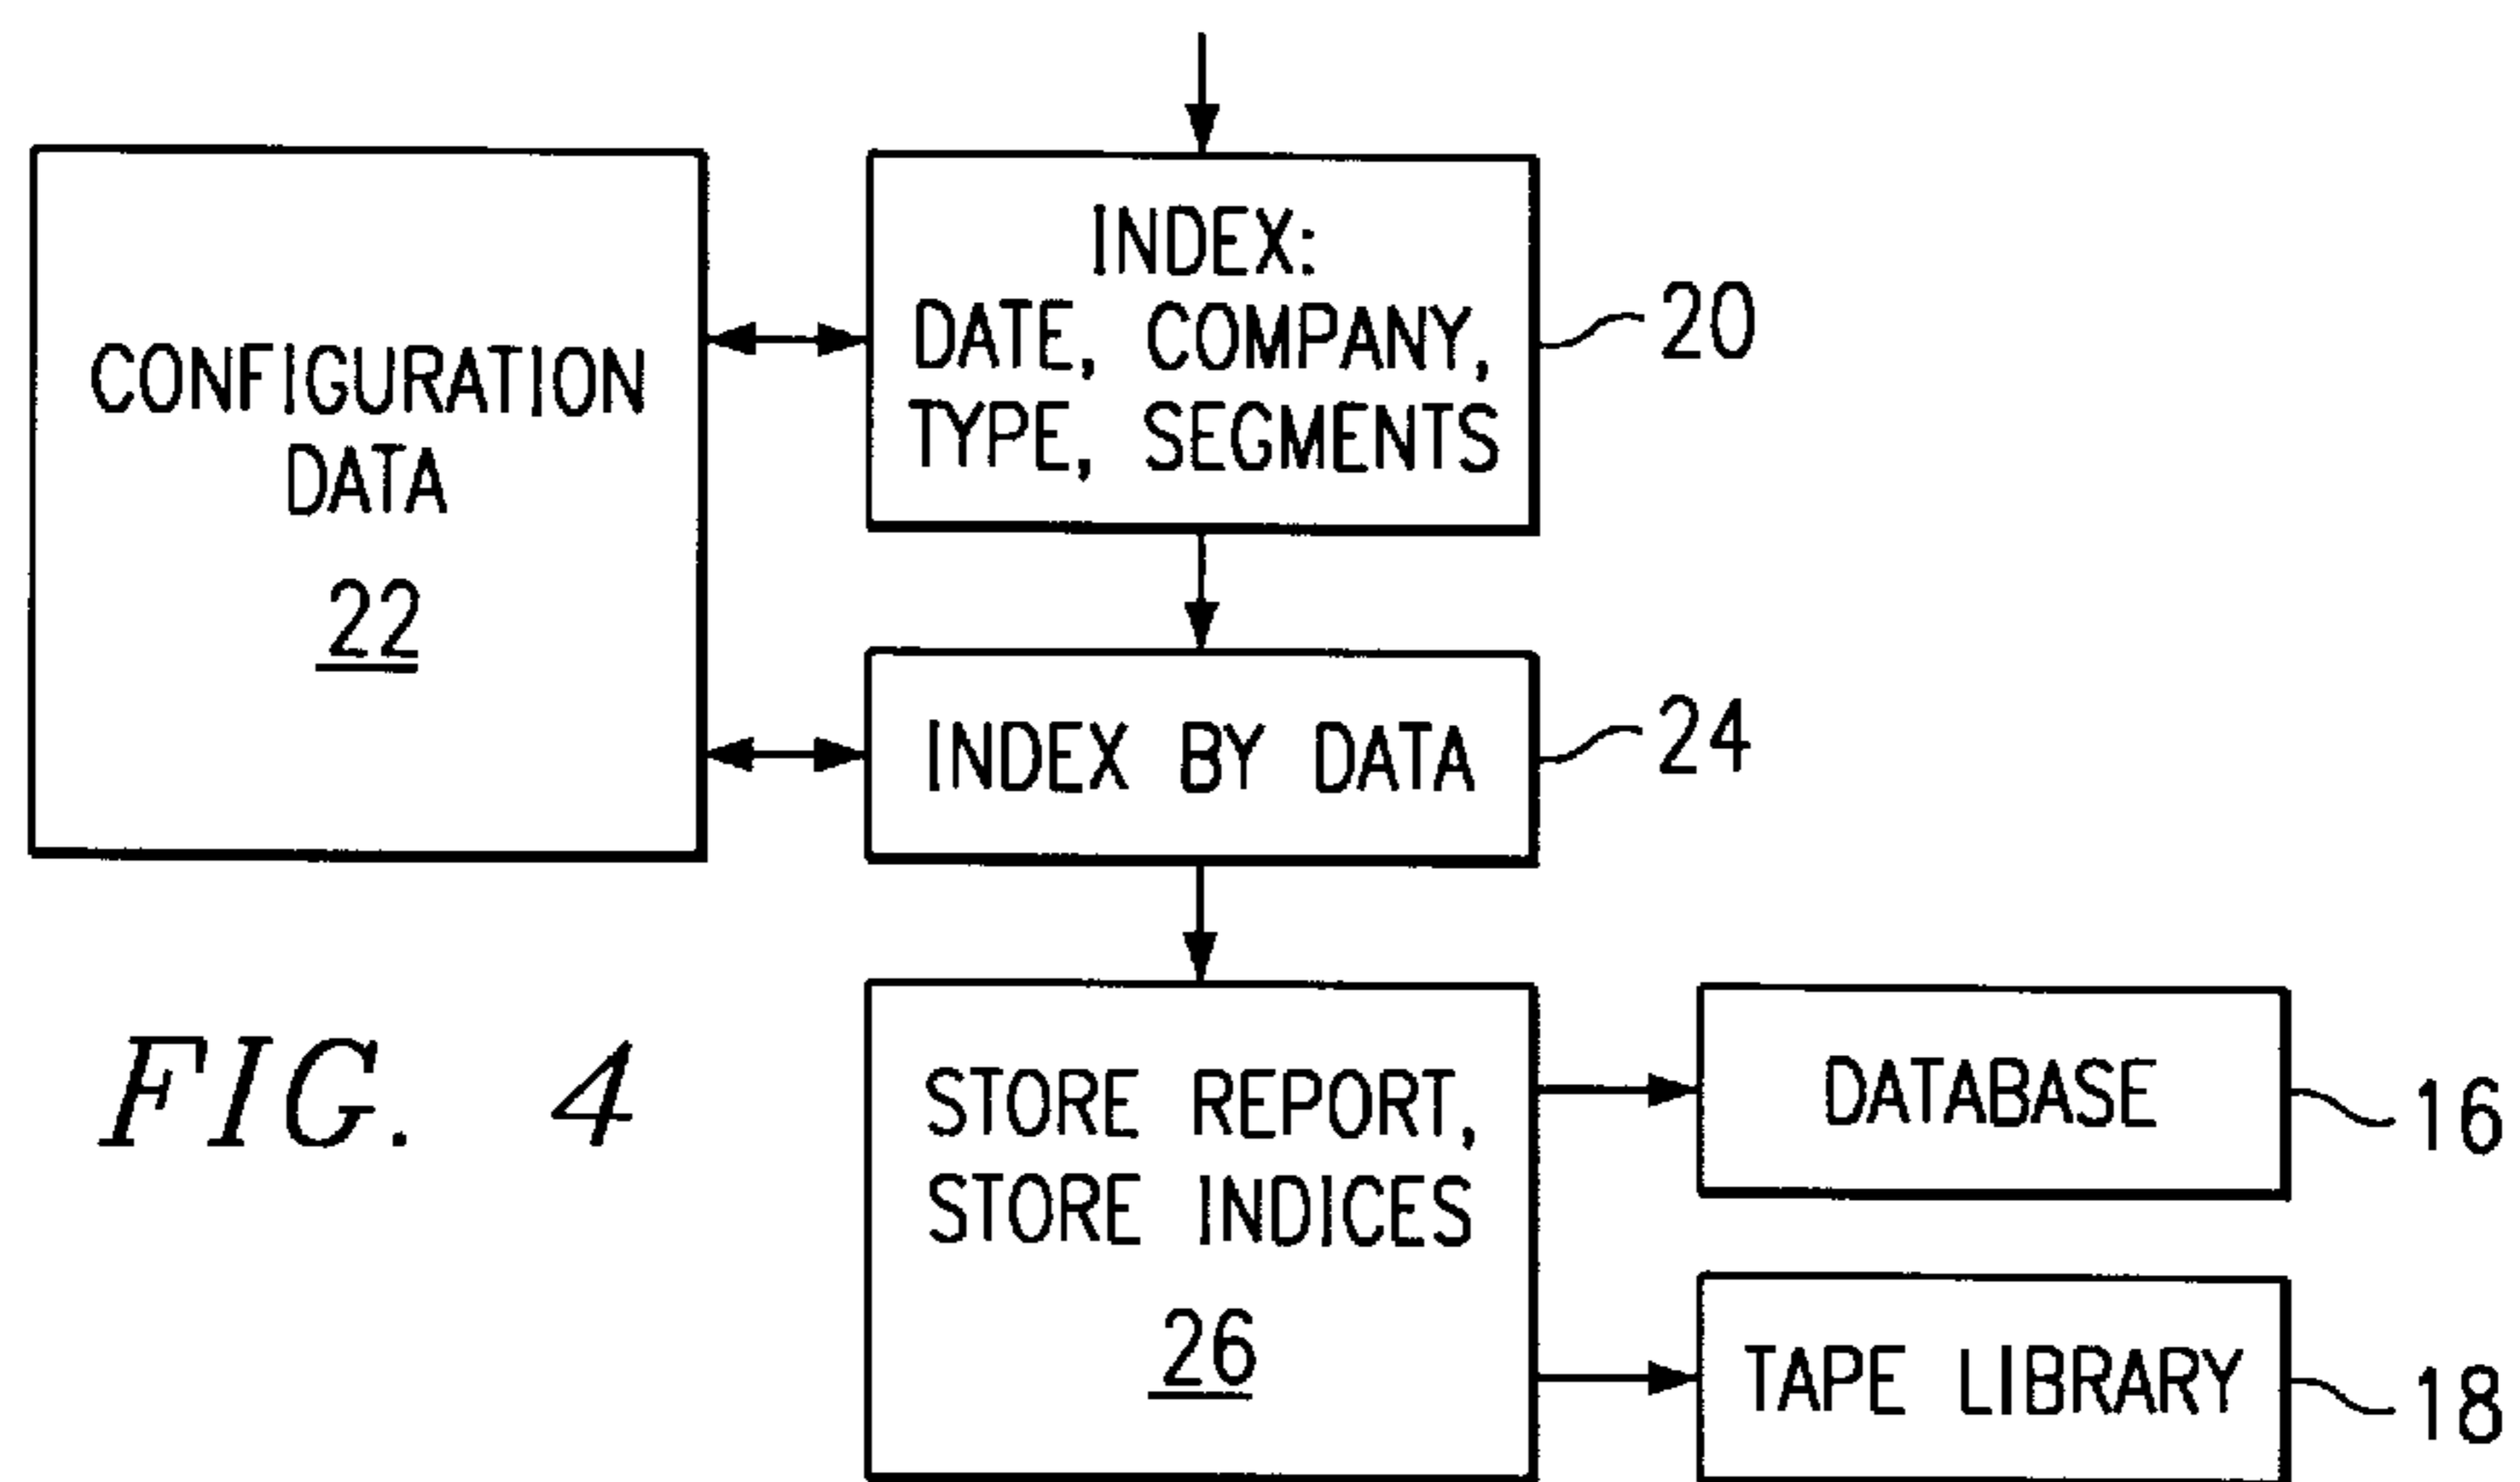 CONFIGURATION
DATA
22
INDEX:
DATE, COMPANY,
TYPE, SEGMENTS
20
INDEX BY DATA
24
STORE REPORT,
STORE INDICES
26
DATABASE
16
TAPE LIBRARY
18
FIG. 4